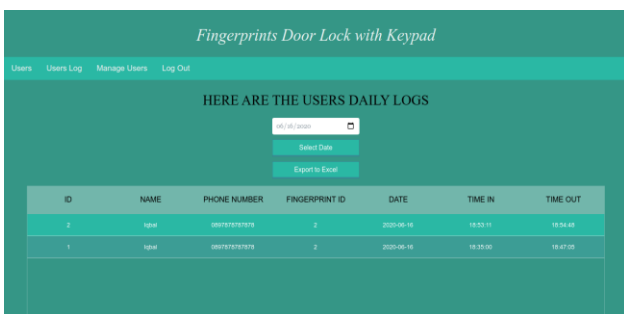 Fingerprints Door Lock with Keypad
Users Users Log Manage Users Log Out
HERE ARE THE USERS DAILY LOGS
Select Date
Export to Excel
ID NAME PHONE NUMBER FINGERPRINT ID DATE TIME IN TIME OUT
2 Iqbal 2 2020-06-16 18:53:11 18:54:48
1 Iqbal 2 2020-06-16 18:35:00 18:47:05